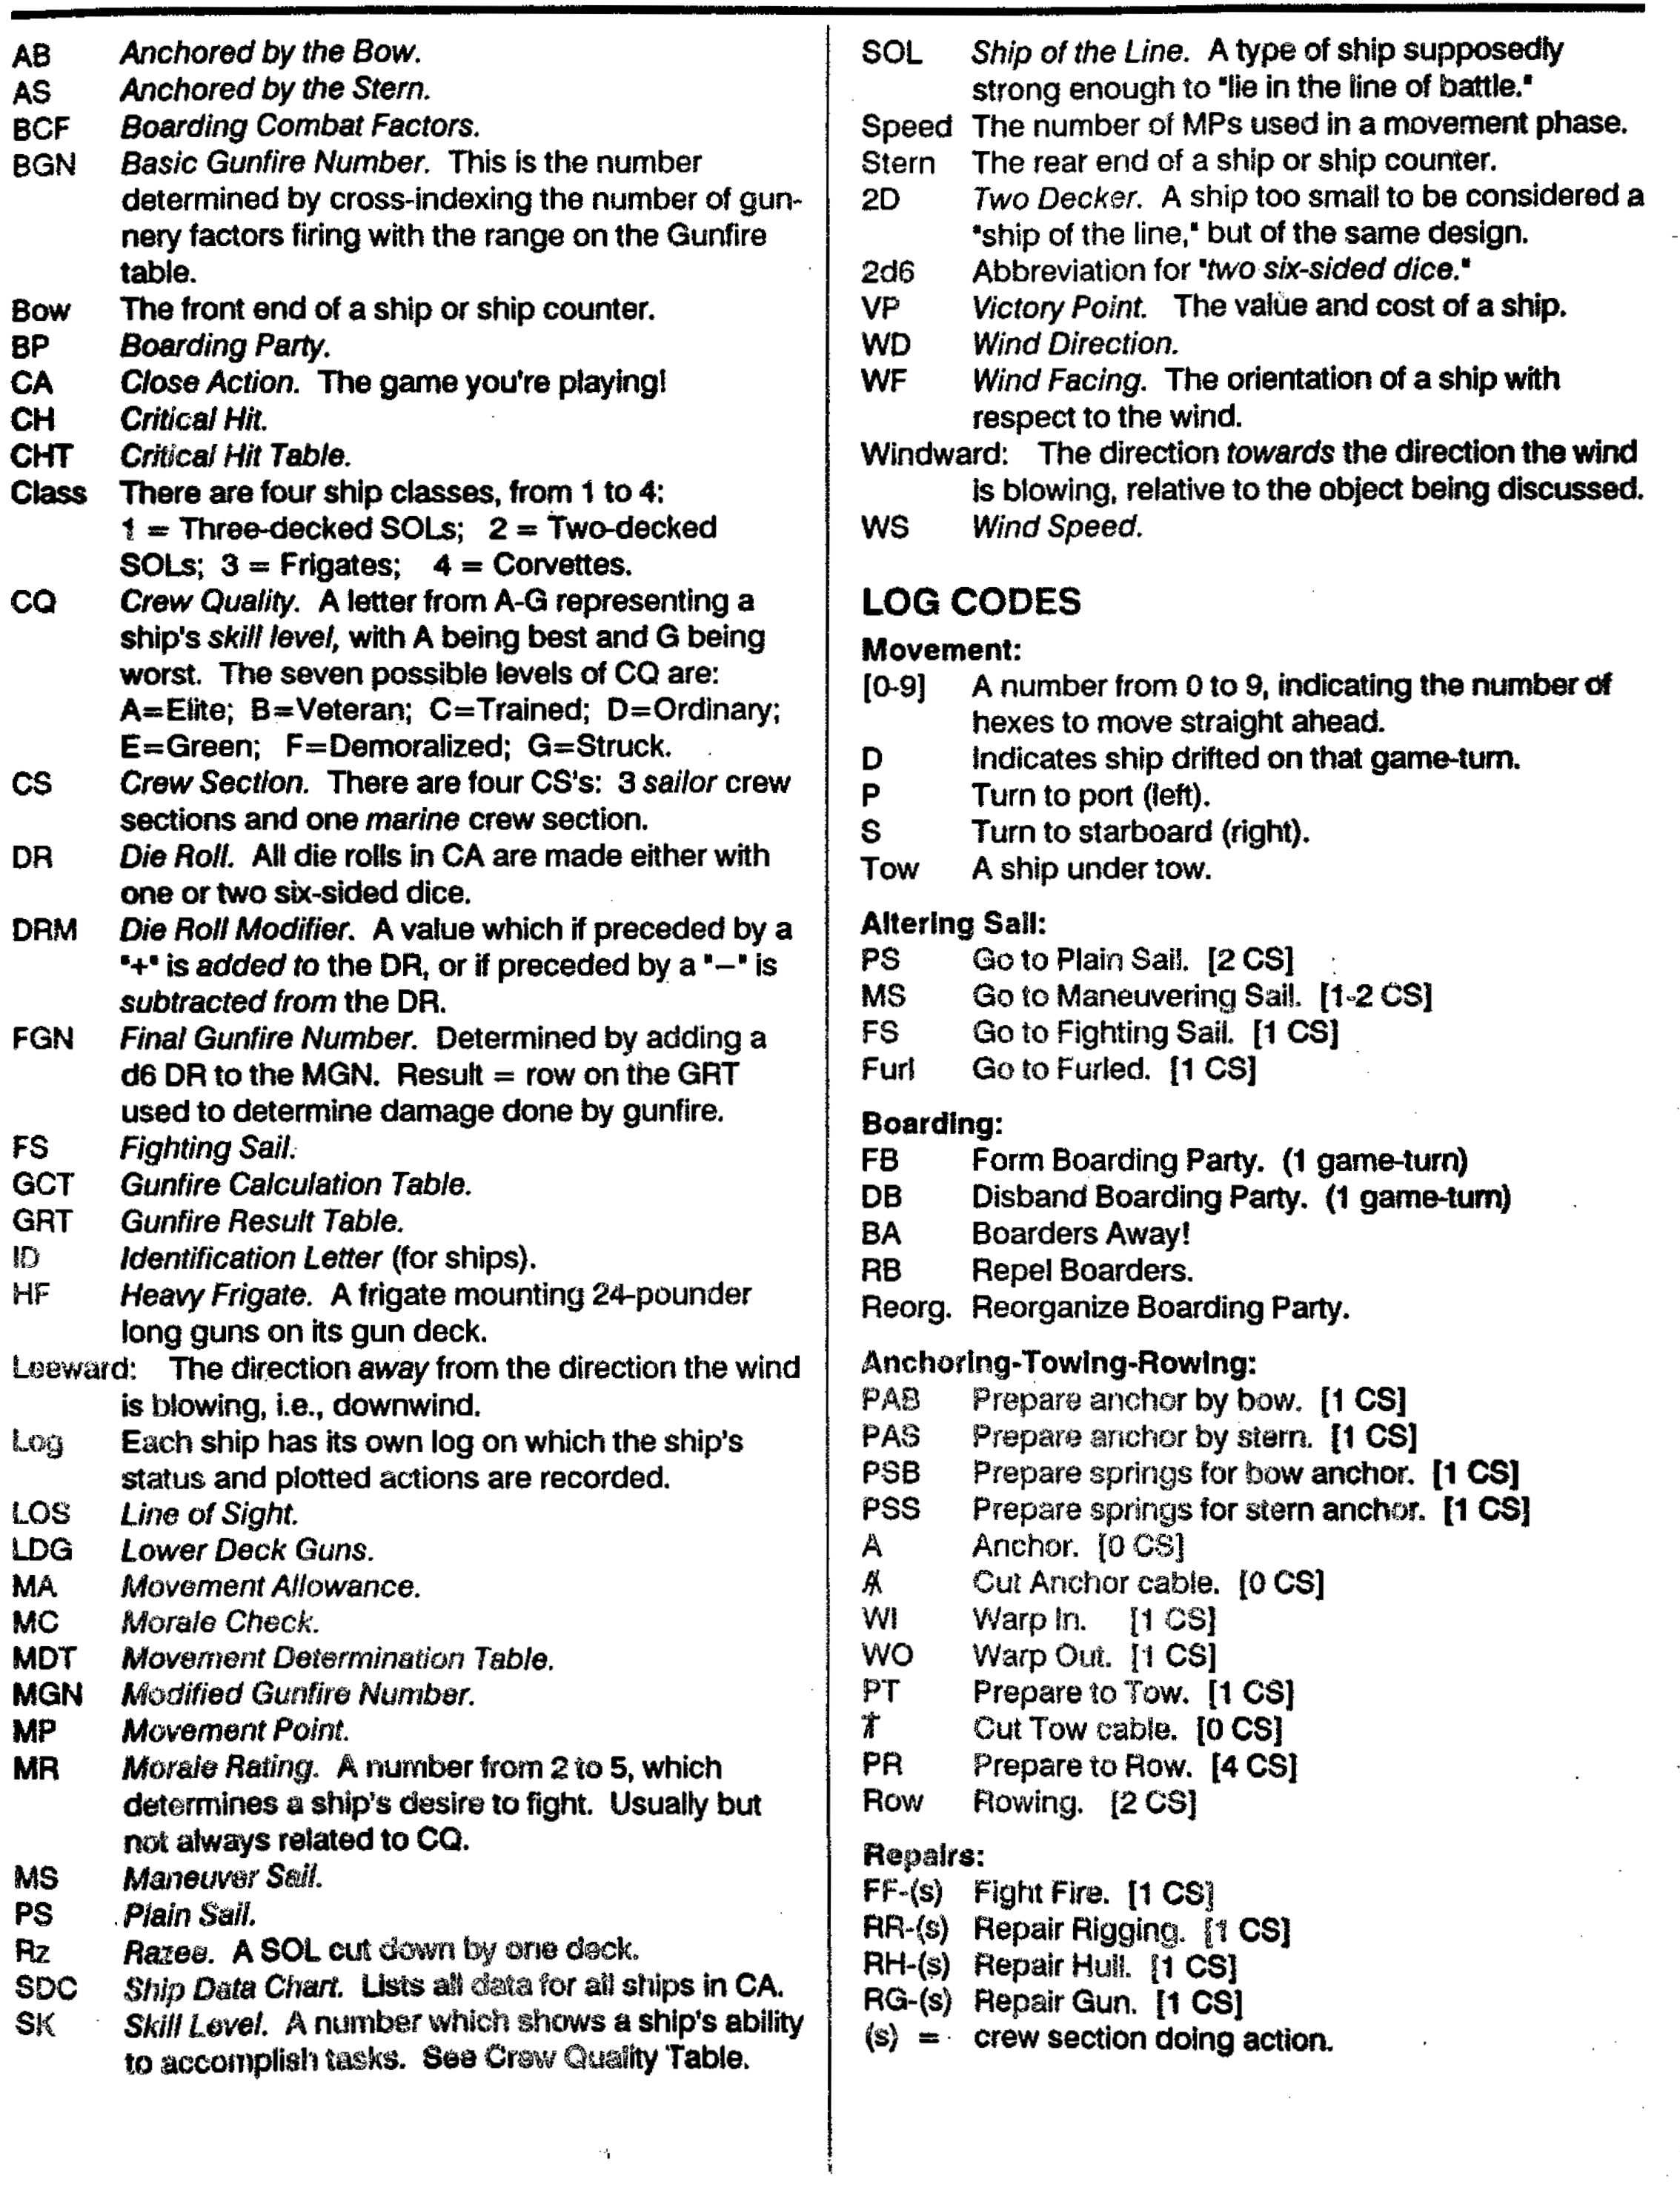 AB Anchored by the Bow.
AS Anchored by the Stern.
BCF Boarding Combat Factors.
BGN Basic Gunfire Number. This is the number
determined by cross-indexing the number of gun-
nery factors firing with the range on the Gunfire
table.
Bow The front end of a ship or ship counter.
BP Boarding Party.
CA Close Action. The game you're playing!
CH Critical Hit.
CHT Critical Hit Table.
Class There are four ship classes, from 1 to 4:
1 = Three-decked SOLs; 2 = Two-decked
SOLs; 3 = Frigates; 4 = Corvettes.
CQ Crew Quality. A letter from A-G representing a
ship's skill level, with A being best and G being
worst. The seven possible levels of CQ are:
A=Elite; B=Veteran; C=Trained; D=Ordinary;
E=Green; F=Demoralized; G=Struck.
CS Crew Section. There are four CS's: 3 sailor crew
sections and one marine crew section.
DR Die Roll. All die rolls in CA are made either with
one or two six-sided dice.
DRM Die Roll Modifier. A value which if preceded by a
"+" is added to the DR, or if preceded by a "–" is
subtracted from the DR.
FGN Final Gunfire Number. Determined by adding a
d6 DR to the MGN. Result = row on the GRT
used to determine damage done by gunfire.
FS Fighting Sail.
GCT Gunfire Calculation Table.
GRT Gunfire Result Table.
ID Identification Letter (for ships).
HF Heavy Frigate. A frigate mounting 24-pounder
long guns on its gun deck.
Leeward: The direction away from the direction the wind
is blowing, i.e., downwind.
Log Each ship has its own log on which the ship's
status and plotted actions are recorded.
LOS Line of Sight.
LDG Lower Deck Guns.
MA Movement Allowance.
MC Morale Check.
MDT Movement Determination Table.
MGN Modified Gunfire Number.
MP Movement Point.
MR Morale Rating. A number from 2 to 5, which
determines a ship's desire to fight. Usually but
not always related to CQ.
MS Maneuver Sail.
PS Plain Sail.
Rz Razee. A SOL cut down by one deck.
SDC Ship Data Chart. Lists all data for all ships in CA.
SK Skill Level. A number which shows a ship's ability
to accomplish tasks. See Crew Quality Table.
SOL Ship of the Line. A type of ship supposedly
strong enough to "lie in the line of battle."
Speed The number of MPs used in a movement phase.
Stern The rear end of a ship or ship counter.
2D Two Decker. A ship too small to be considered a
"ship of the line," but of the same design.
2d6 Abbreviation for "two six-sided dice."
VP Victory Point. The value and cost of a ship.
WD Wind Direction.
WF Wind Facing. The orientation of a ship with
respect to the wind.
Windward: The direction towards the direction the wind
is blowing, relative to the object being discussed.
WS Wind Speed.
LOG CODES
Movement:
[0-9] A number from 0 to 9, indicating the number of
hexes to move straight ahead.
D Indicates ship drifted on that game-turn.
P Turn to port (left).
S Turn to starboard (right).
Tow A ship under tow.
Altering Sail:
PS Go to Plain Sail. [2 CS]
MS Go to Maneuvering Sail. [1-2 CS]
FS Go to Fighting Sail. [1 CS]
Furl Go to Furled. [1 CS]
Boarding:
FB Form Boarding Party. (1 game-turn)
DB Disband Boarding Party. (1 game-turn)
BA Boarders Away!
RB Repel Boarders.
Reorg. Reorganize Boarding Party.
Anchoring-Towing-Rowing:
PAB Prepare anchor by bow. [1 CS]
PAS Prepare anchor by stern. [1 CS]
PSB Prepare springs for bow anchor. [1 CS]
PSS Prepare springs for stern anchor. [1 CS]
A Anchor. [0 CS]
A̸ Cut Anchor cable. [0 CS]
WI Warp In. [1 CS]
WO Warp Out. [1 CS]
PT Prepare to Tow. [1 CS]
T̸ Cut Tow cable. [0 CS]
PR Prepare to Row. [4 CS]
Row Rowing. [2 CS]
Repairs:
FF-(s) Fight Fire. [1 CS]
RR-(s) Repair Rigging. [1 CS]
RH-(s) Repair Hull. [1 CS]
RG-(s) Repair Gun. [1 CS]
(s) = crew section doing action.